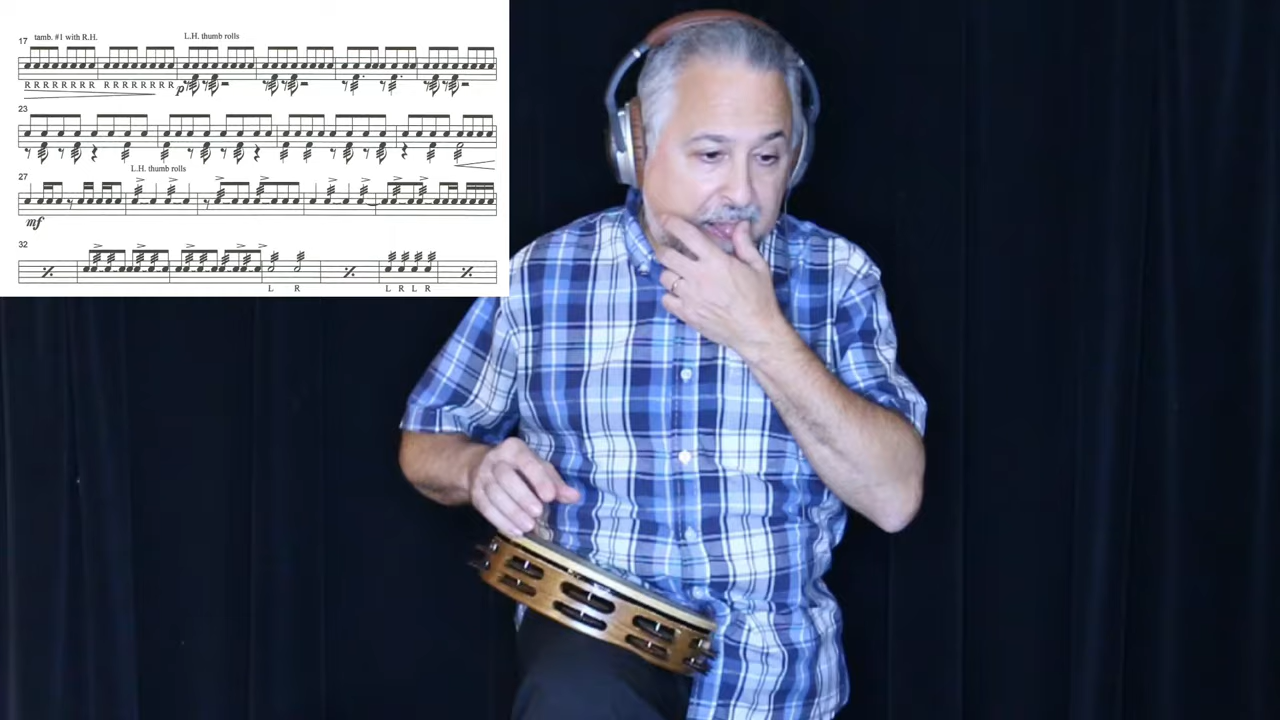 17 tamb. #1 with R.H. L.H. thumb rolls
R R R R R R R R R R R R R R R R R p
23
27 L.H. thumb rolls
mf
32
L R L R L R